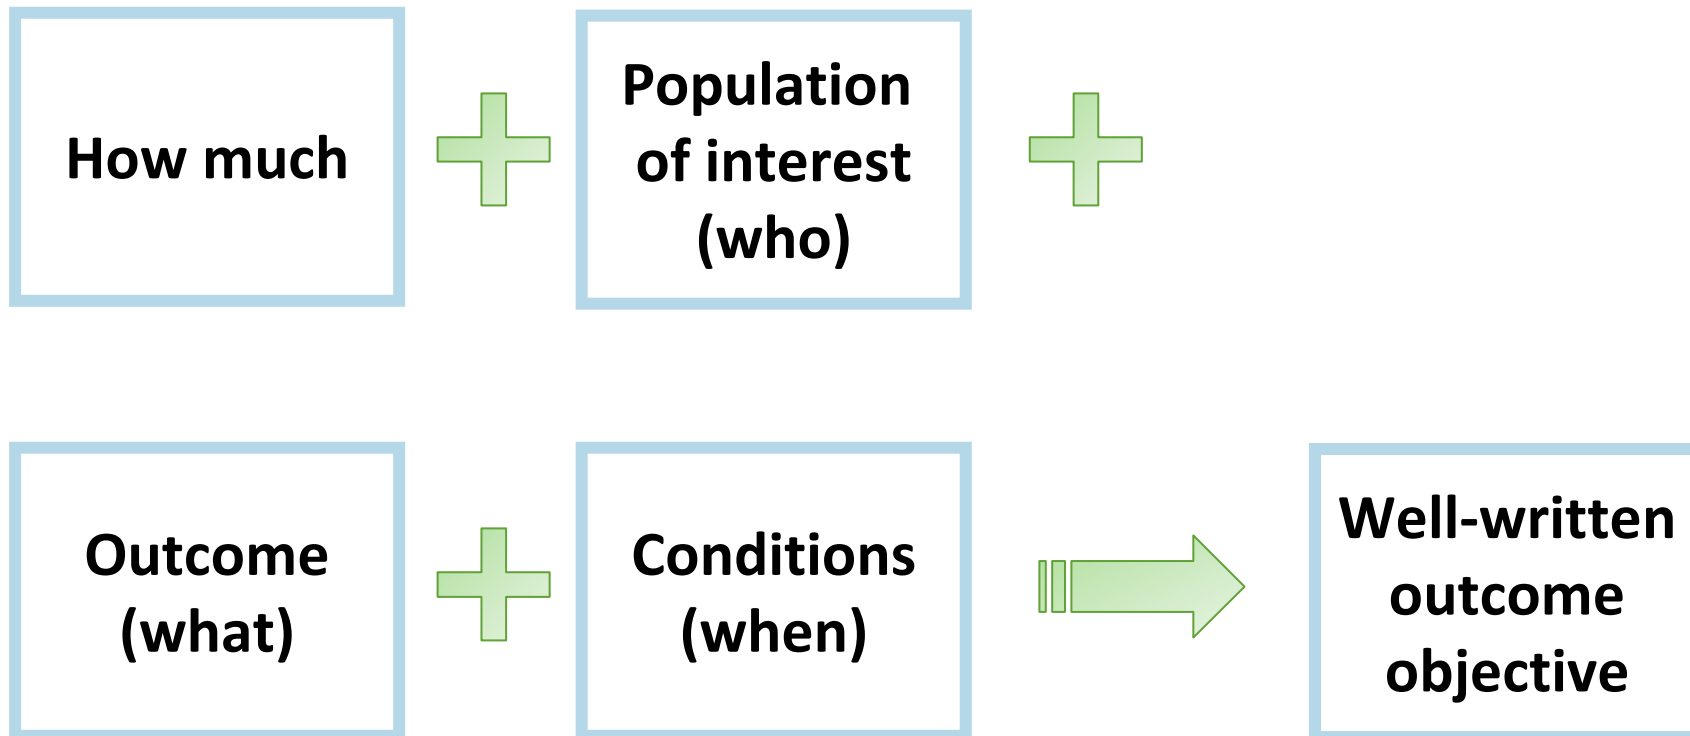 How much
Population
of interest
(who)
Outcome
(what)
Conditions
(when)
Well-written
outcome
objective